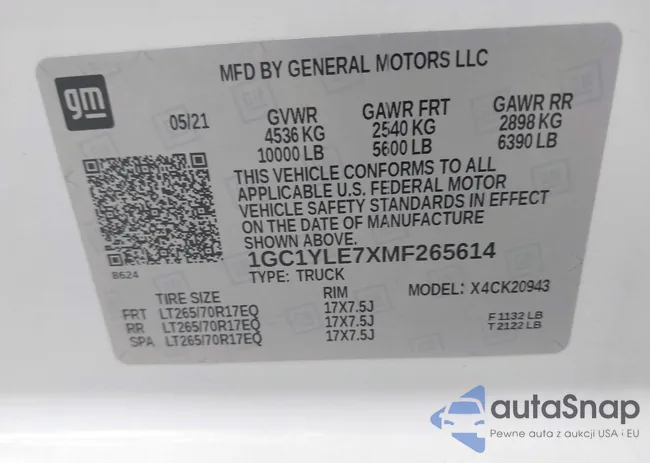 gm
MFD BY GENERAL MOTORS LLC
05/21 GVWR GAWR FRT GAWR RR
4536 KG 2540 KG 2898 KG
10000 LB 5600 LB 6390 LB
THIS VEHICLE CONFORMS TO ALL
APPLICABLE U.S. FEDERAL MOTOR
VEHICLE SAFETY STANDARDS IN EFFECT
ON THE DATE OF MANUFACTURE
SHOWN ABOVE.
8624
1GC1YLE7XMF265614
TYPE: TRUCK
TIRE SIZE RIM MODEL: X4CK20943
FRT LT265/70R17EQ 17X7.5J F 1132 LB
RR LT265/70R17EQ 17X7.5J T 2122 LB
SPA LT265/70R17EQ 17X7.5J
autoSnap
Pewne auta z aukcji USA i EU